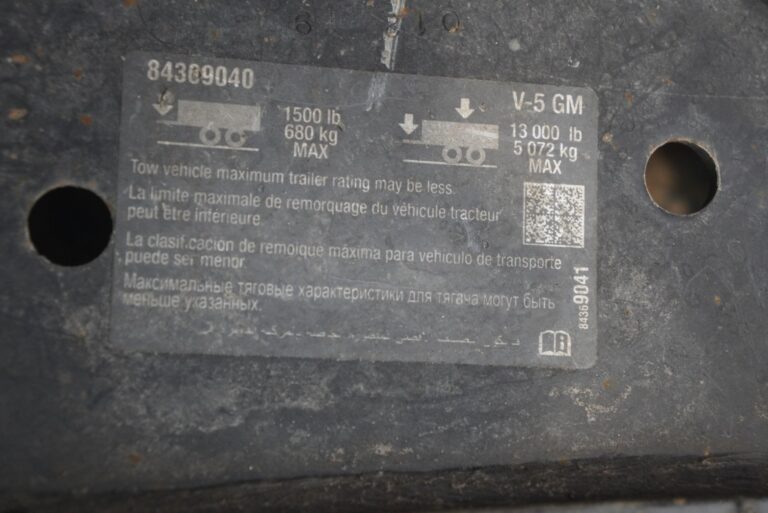 84369040
V-5 GM
1500 lb
680 kg
MAX
13 000 lb
5 072 kg
MAX
Tow vehicle maximum trailer rating may be less.
La limite maximale de remorquage du véhicule tracteur
peut être inférieure
La clasificación de remolque máxima para vehículo de transporte
puede ser menor
Максимальные тяговые характеристики для тягача могут быть
меньше указанных.
84369041